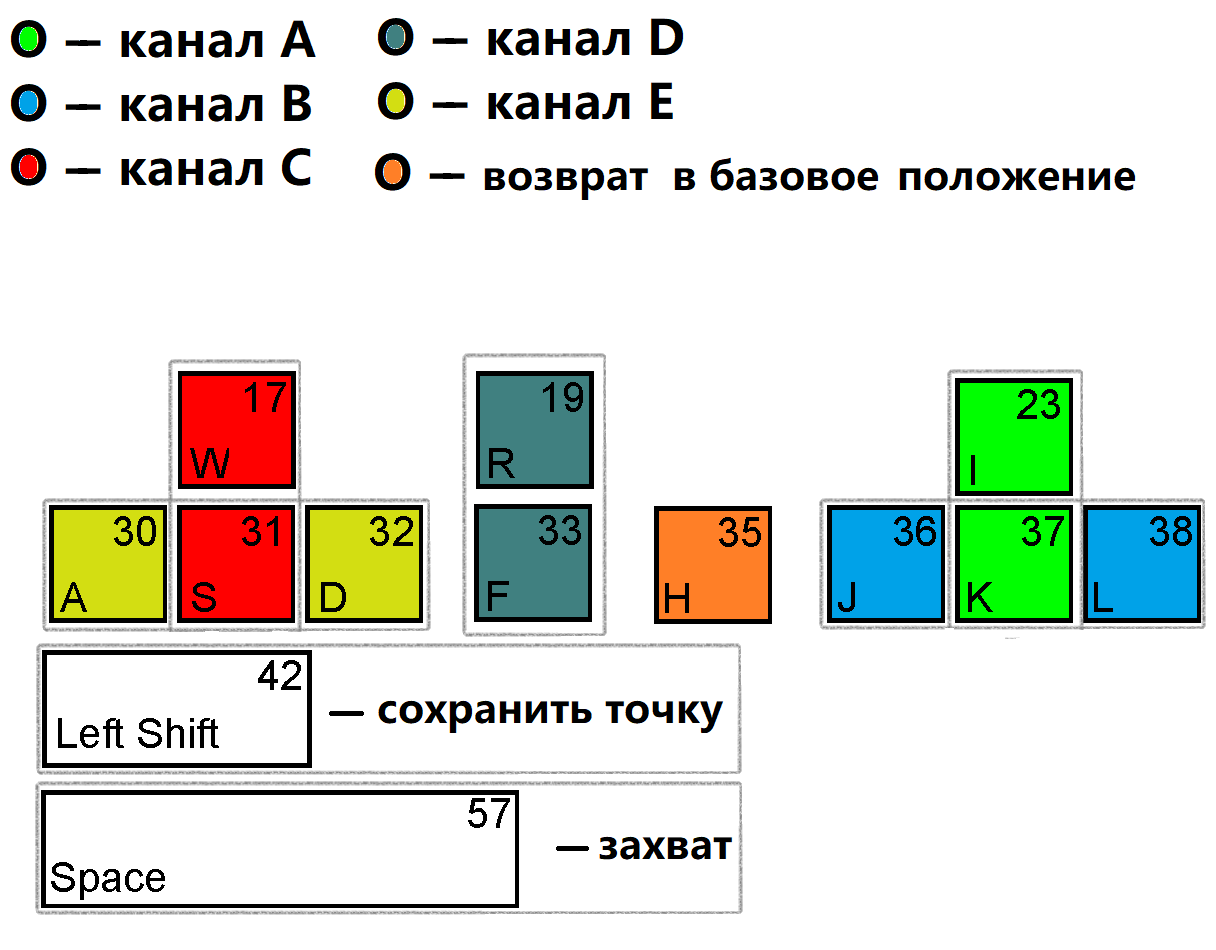 O — канал A
O — канал B
O — канал C
O — канал D
O — канал E
O — возврат в базовое положение
17
W
19
R
23
I
30
A
31
S
32
D
33
F
35
H
36
J
37
K
38
L
42
Left Shift
— сохранить точку
57
Space
— захват